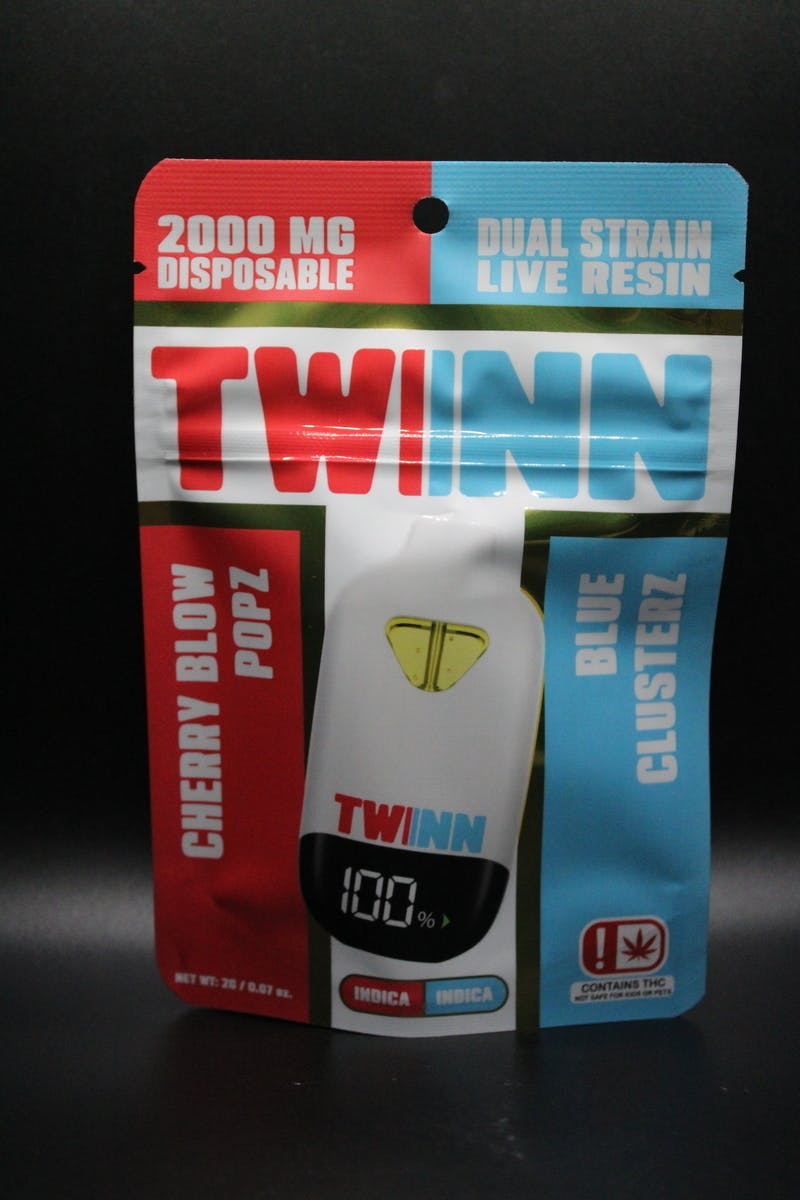 2000 MG
DISPOSABLE
DUAL STRAIN
LIVE RESIN
TWINN
CHERRY BLOW
POPZ
BLUE
CLUSTERZ
TWINN
100%
NET WT: 2G / 0.07 oz.
INDICA
INDICA
!
CONTAINS THC
NOT SAFE FOR KIDS OR PETS